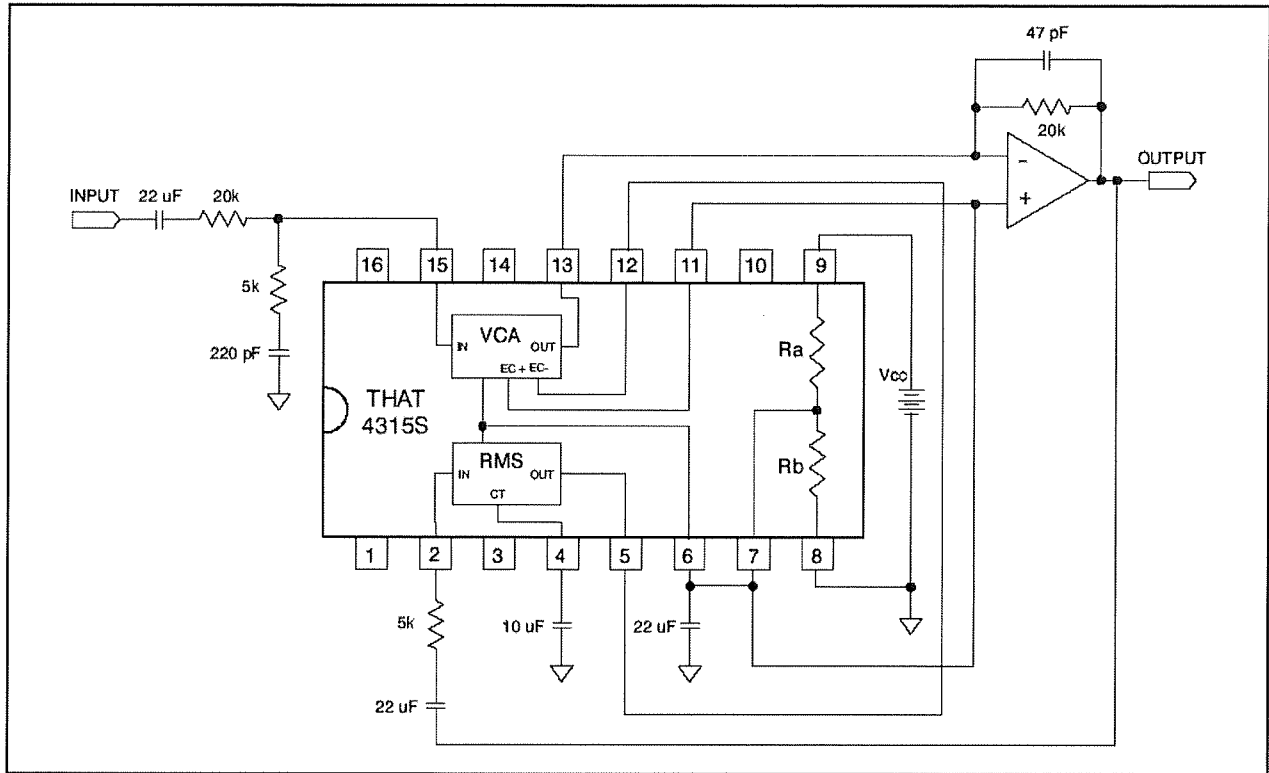 47 pF
20k
OUTPUT
-
+
INPUT
22 uF
20k
5k
220 pF
16
15
14
13
12
11
10
9
VCA
IN
OUT
EC +
EC-
THAT
4315S
RMS
IN
OUT
CT
Ra
Rb
Vcc
1
2
3
4
5
6
7
8
5k
10 uF
22 uF
22 uF